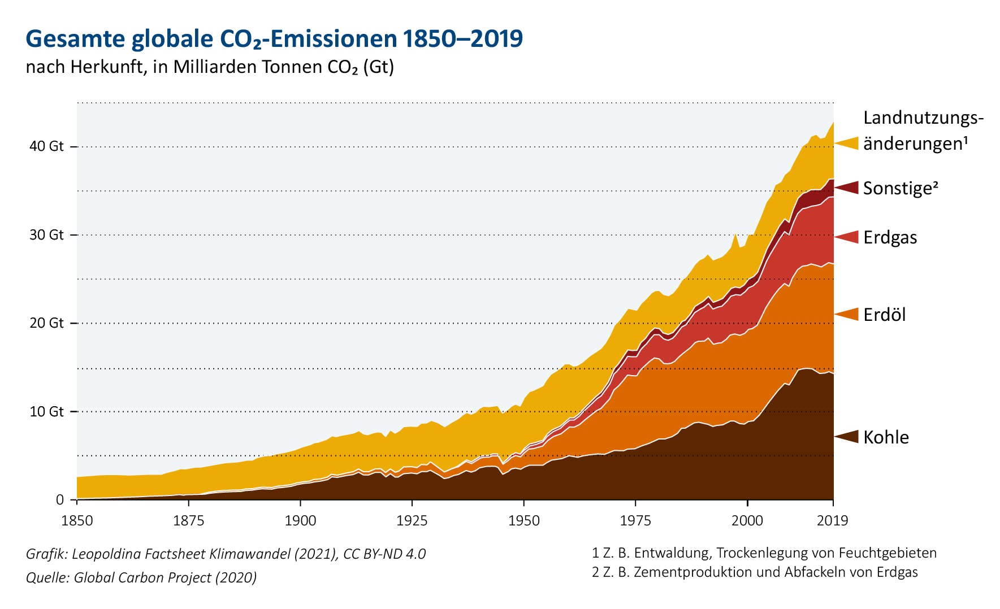 Gesamte globale CO₂-Emissionen 1850–2019
nach Herkunft, in Milliarden Tonnen CO₂ (Gt)
Landnutzungs-
änderungen¹
40 Gt
Sonstige²
30 Gt
Erdgas
20 Gt
Erdöl
10 Gt
Kohle
0
1850 1875 1900 1925 1950 1975 2000 2019
Grafik: Leopoldina Factsheet Klimawandel (2021), CC BY-ND 4.0
Quelle: Global Carbon Project (2020)
1 Z. B. Entwaldung, Trockenlegung von Feuchtgebieten
2 Z. B. Zementproduktion und Abfackeln von Erdgas